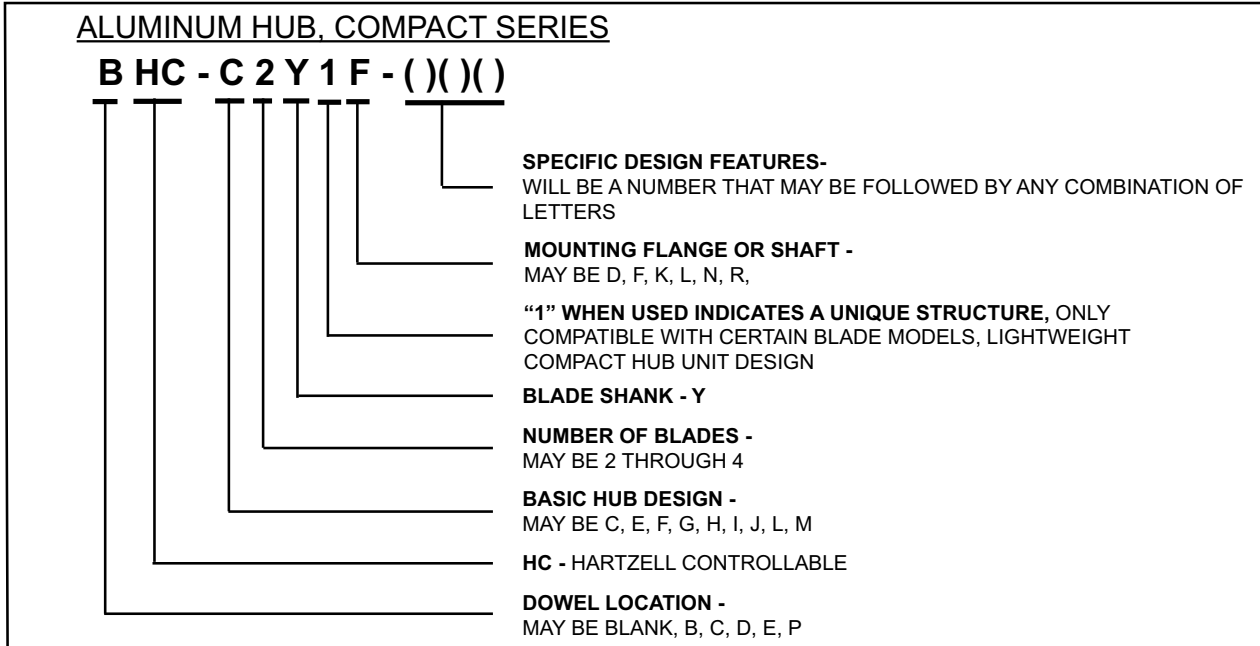 ALUMINUM HUB, COMPACT SERIES
B HC - C 2 Y 1 F - ( )( )( )
SPECIFIC DESIGN FEATURES-
WILL BE A NUMBER THAT MAY BE FOLLOWED BY ANY COMBINATION OF
LETTERS
MOUNTING FLANGE OR SHAFT -
MAY BE D, F, K, L, N, R,
“1” WHEN USED INDICATES A UNIQUE STRUCTURE, ONLY
COMPATIBLE WITH CERTAIN BLADE MODELS, LIGHTWEIGHT
COMPACT HUB UNIT DESIGN
BLADE SHANK - Y
NUMBER OF BLADES -
MAY BE 2 THROUGH 4
BASIC HUB DESIGN -
MAY BE C, E, F, G, H, I, J, L, M
HC - HARTZELL CONTROLLABLE
DOWEL LOCATION -
MAY BE BLANK, B, C, D, E, P